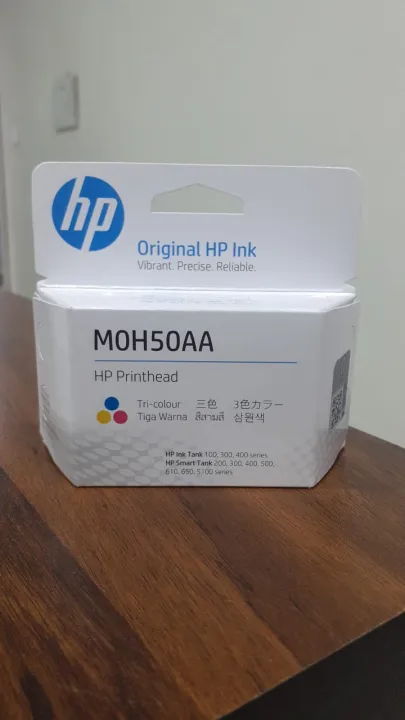 hp
Original HP Ink
Vibrant. Precise. Reliable.
M0H50AA
HP Printhead
Tri-colour 三色 3色カラー
Tiga Warna สีสามสี 삼원색
HP Ink Tank 100, 300, 400 series
HP Smart Tank 200, 300, 400, 500,
610, 660, 5100 series